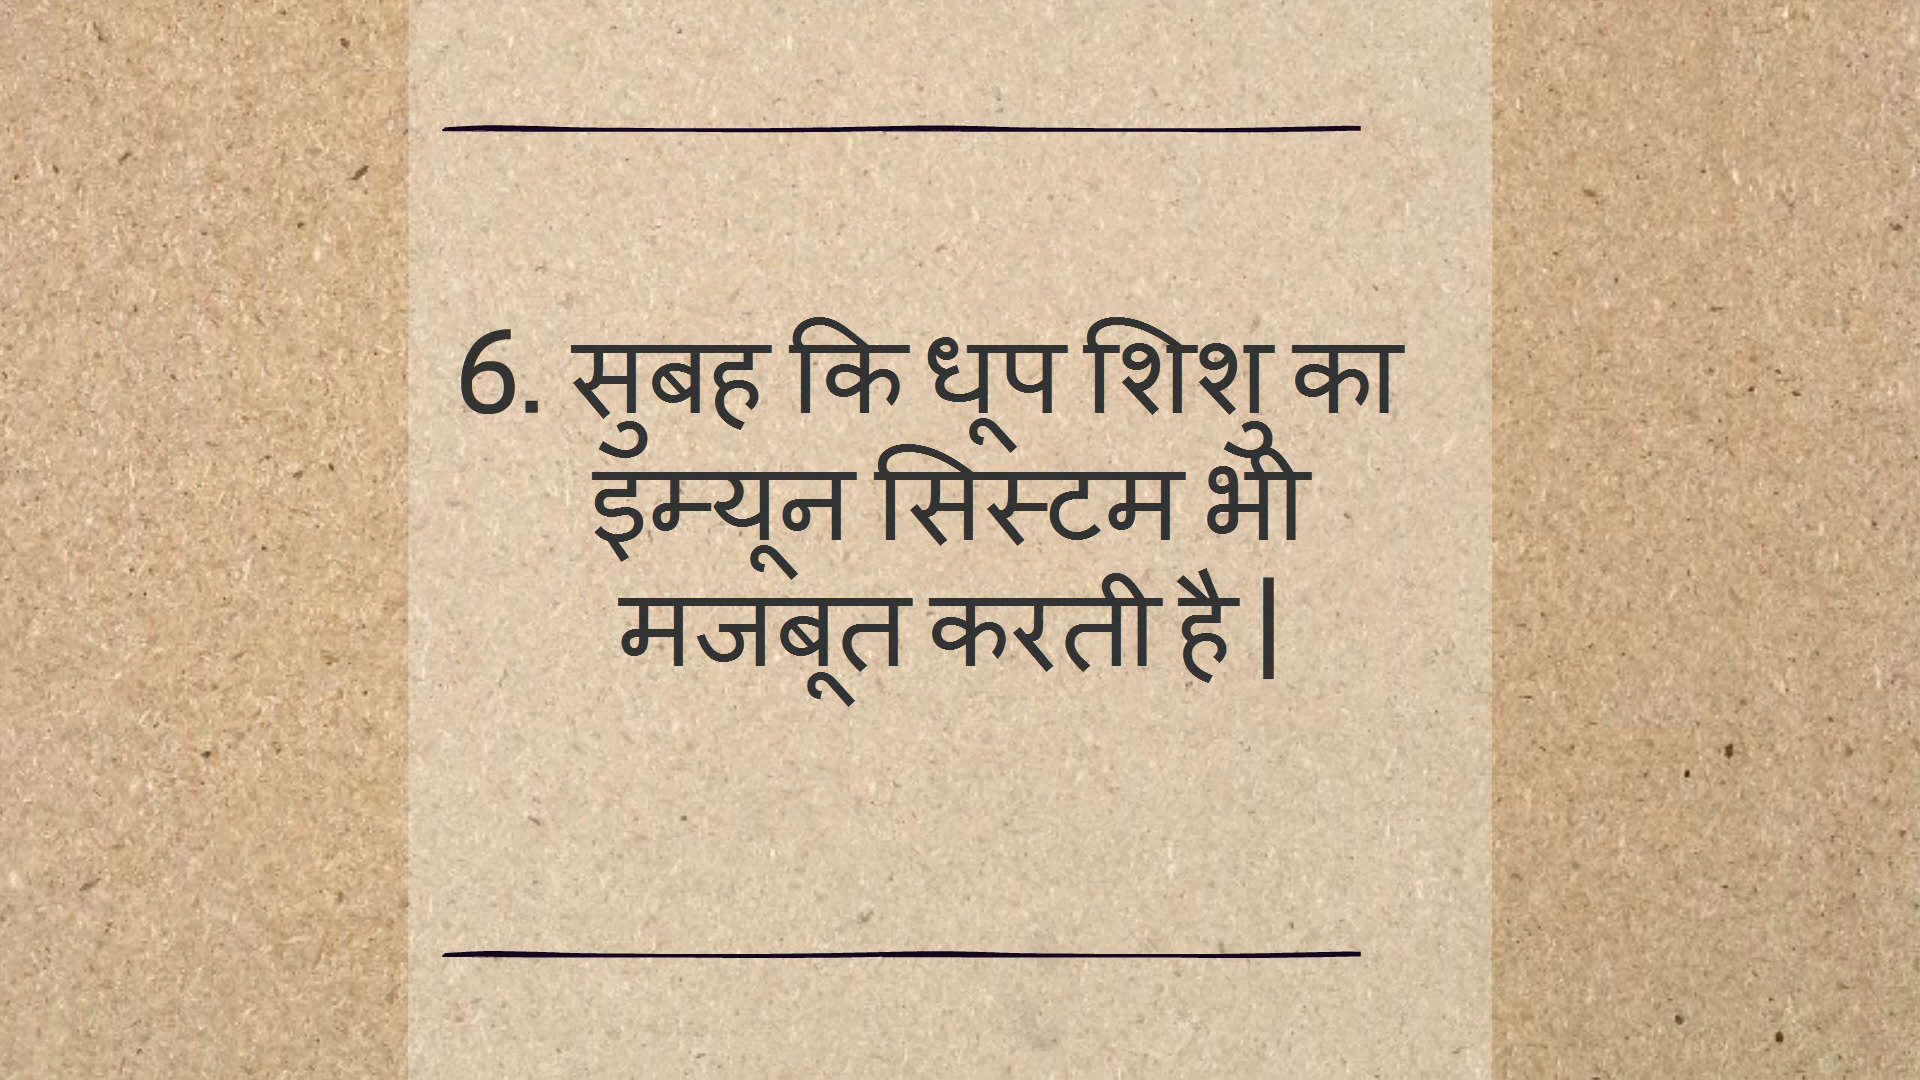 6. सुबह कि धूप शिशु का
इम्यून सिस्टम भी
मजबूत करती है |